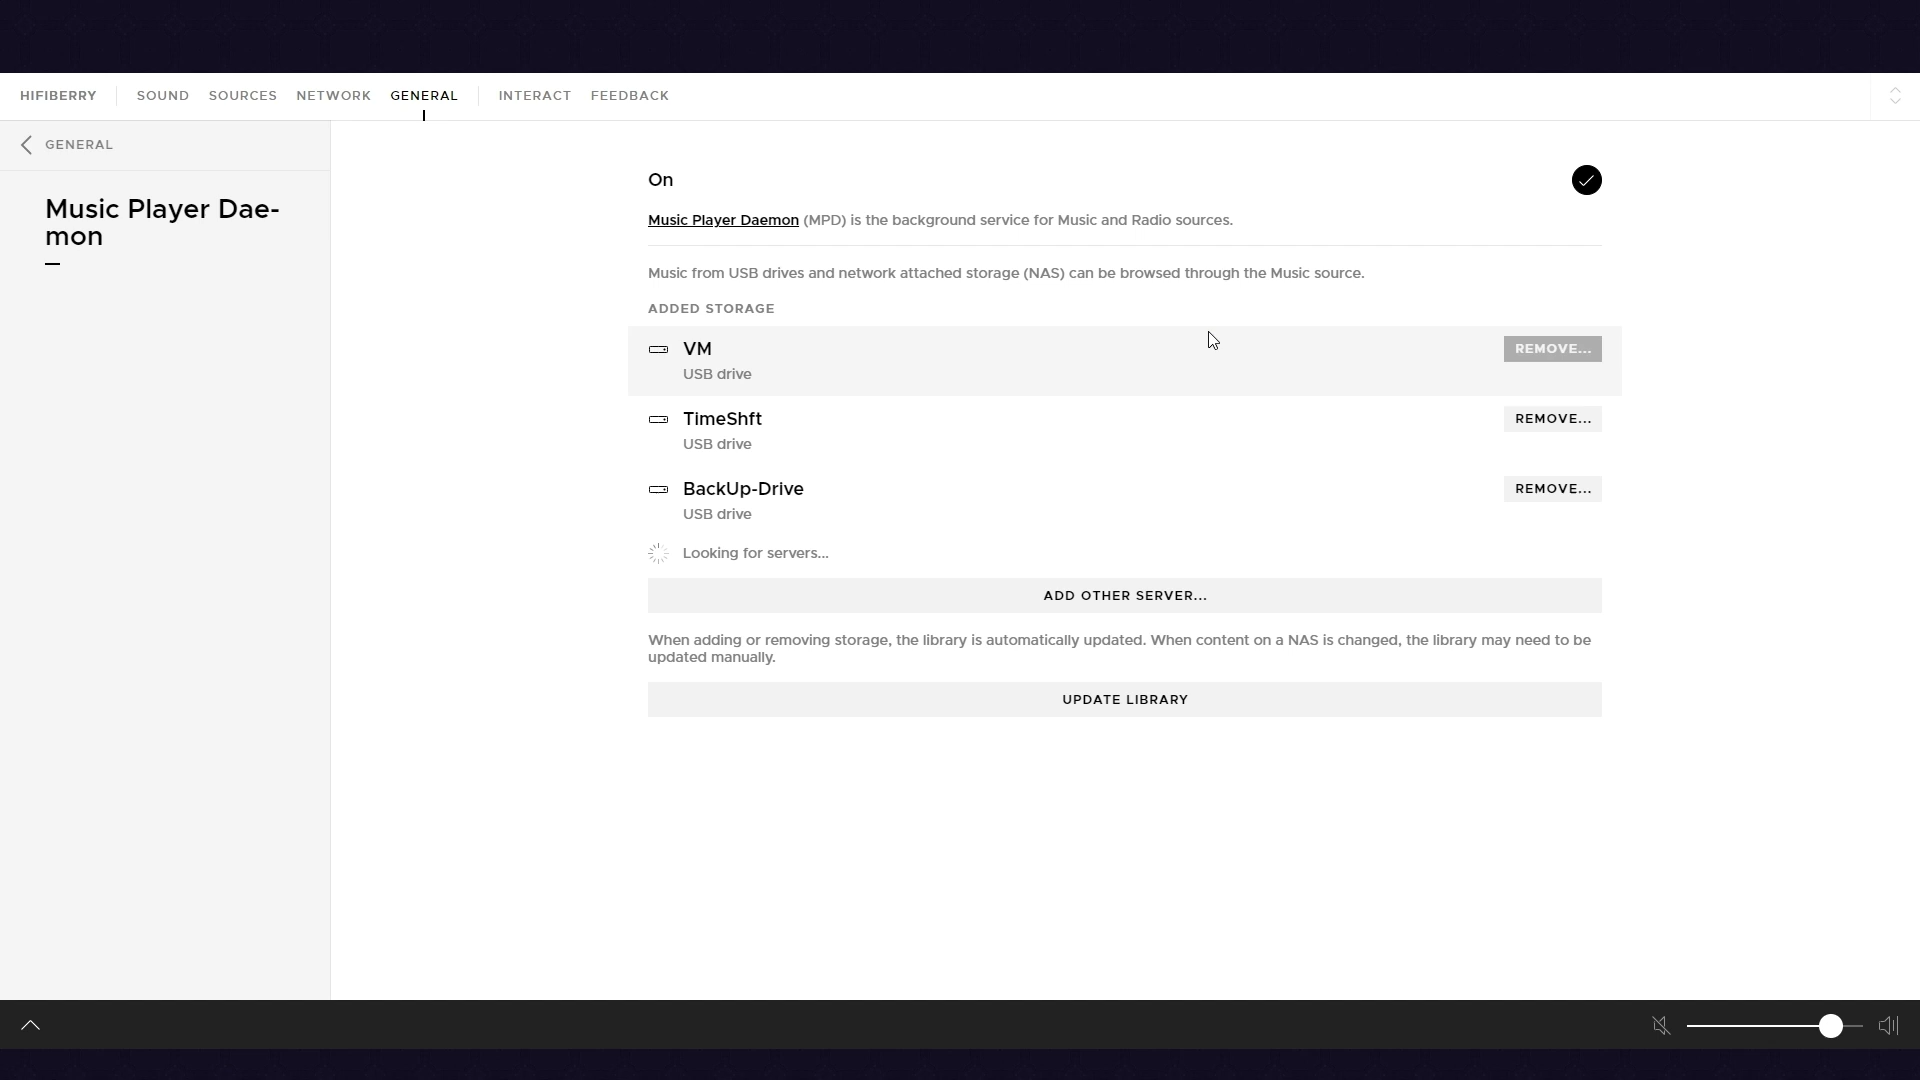 HIFIBERRY SOUND SOURCES NETWORK GENERAL INTERACT FEEDBACK
GENERAL
Music Player Dae-
mon
On
Music Player Daemon (MPD) is the background service for Music and Radio sources.
Music from USB drives and network attached storage (NAS) can be browsed through the Music source.
ADDED STORAGE
VM REMOVE...
USB drive
TimeShft REMOVE...
USB drive
BackUp-Drive REMOVE...
USB drive
Looking for servers...
ADD OTHER SERVER...
When adding or removing storage, the library is automatically updated. When content on a NAS is changed, the library may need to be
updated manually.
UPDATE LIBRARY